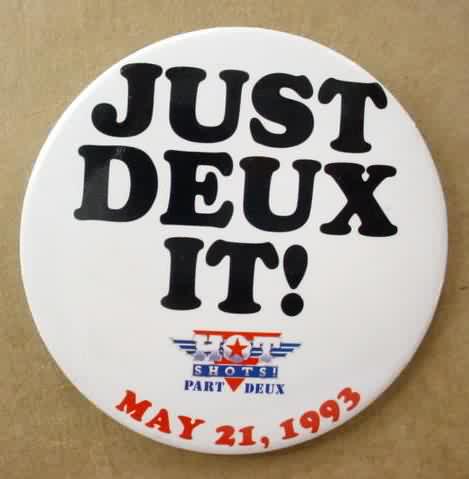 JUST
DEUX
IT!
HOT
SHOTS!
PART DEUX
MAY 21, 1993